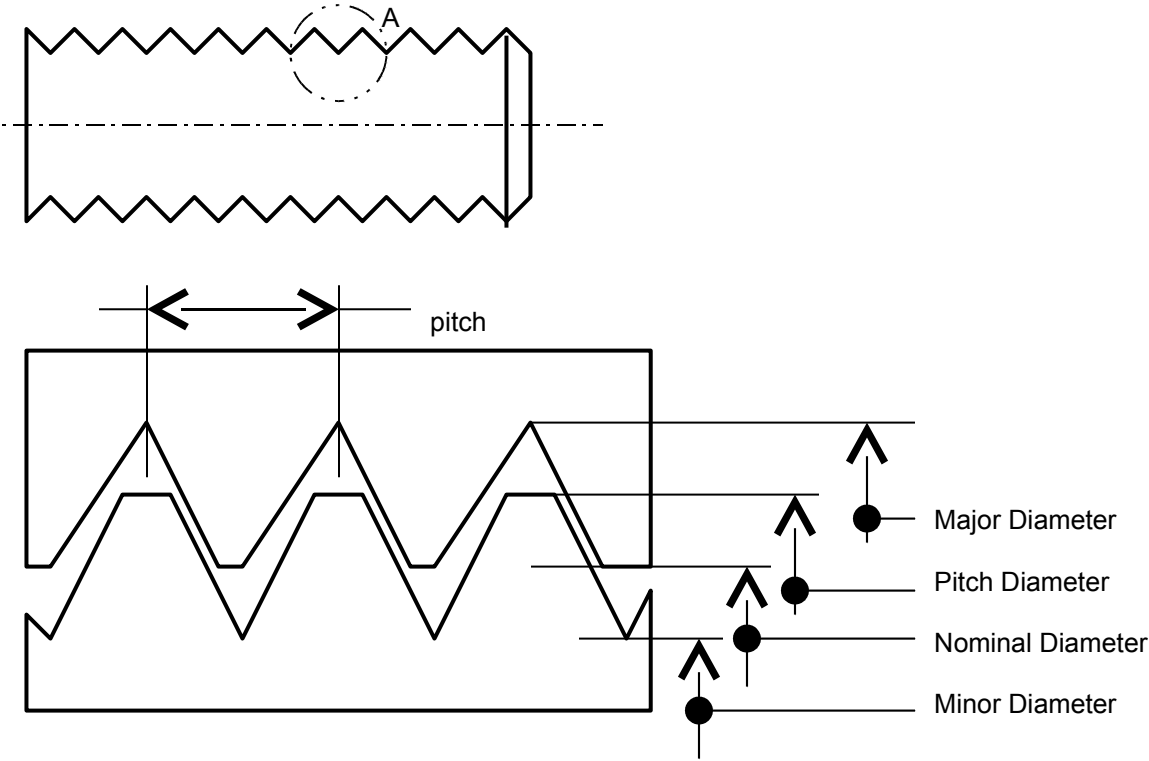 A
pitch
Major Diameter
Pitch Diameter
Nominal Diameter
Minor Diameter